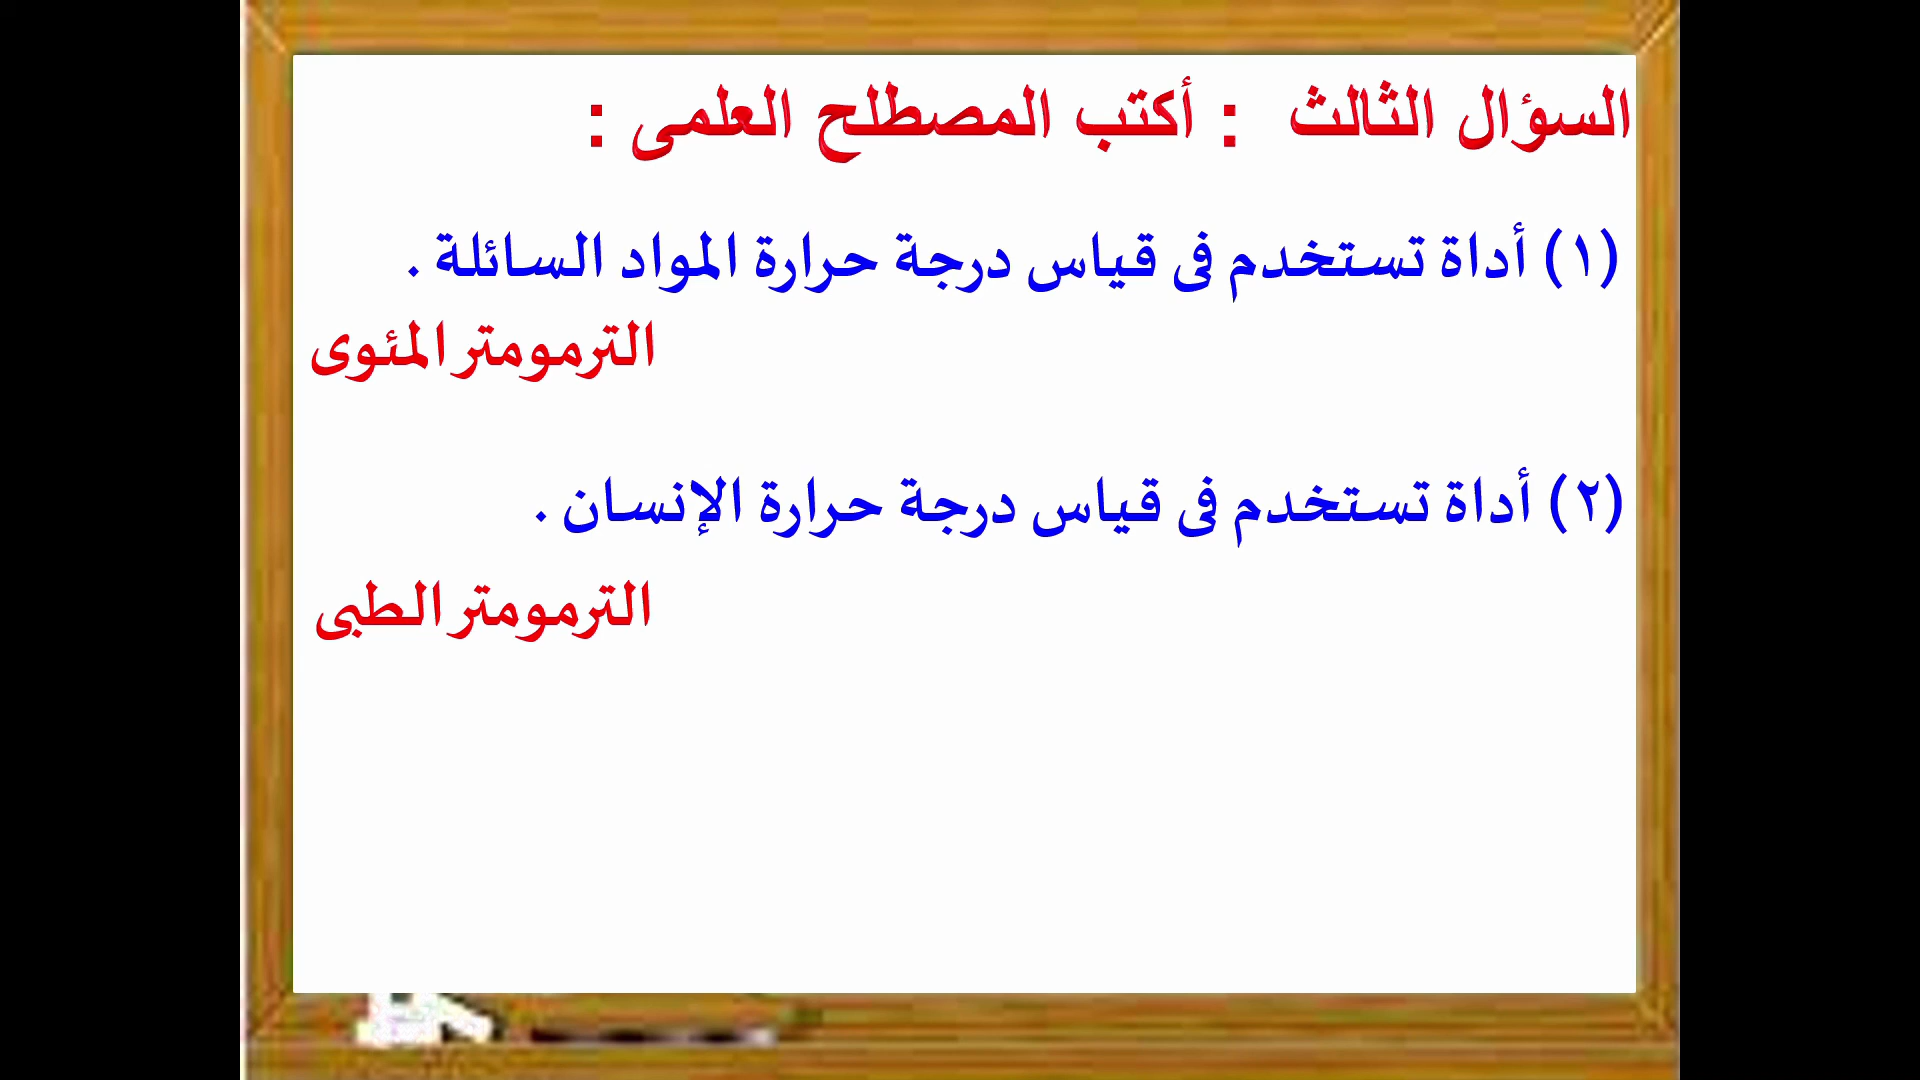 السؤال الثالث : أكتب المصطلح العلمى :
(١) أداة تستخدم فى قياس درجة حرارة المواد السائلة .
الترمومتر المئوى
(٢) أداة تستخدم فى قياس درجة حرارة الإنسان .
الترمومتر الطبى